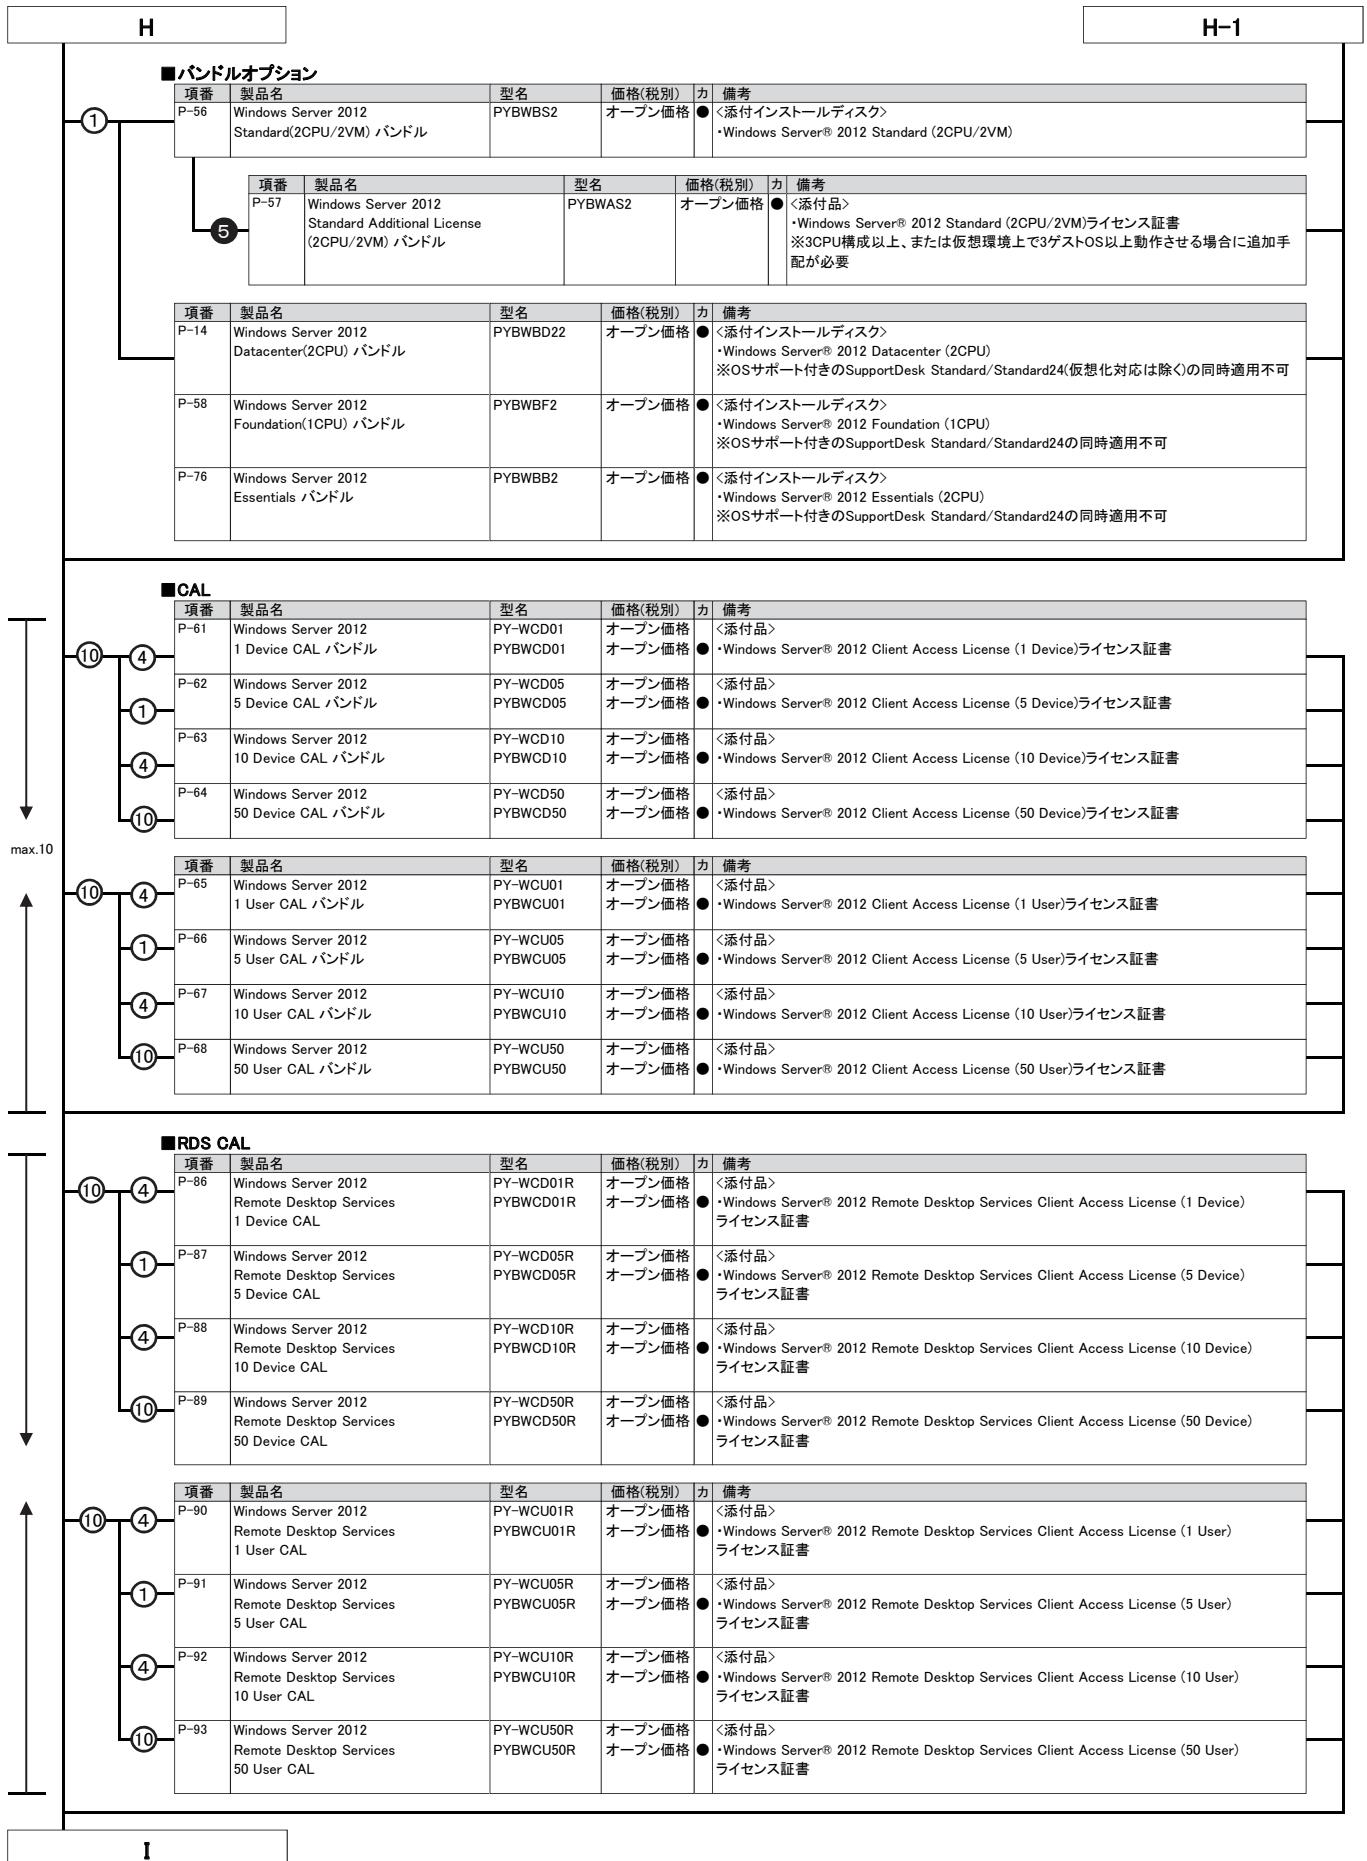 H
H-1
■バンドルオプション
項番 製品名 型名 価格(税別) カ 備考
P-56 Windows Server 2012 PYBWBS2 オープン価格 ● <添付インストールディスク>
Standard(2CPU/2VM) バンドル ・Windows Server® 2012 Standard (2CPU/2VM)
①
項番 製品名 型名 価格(税別) カ 備考
P-57 Windows Server 2012 PYBWAS2 オープン価格 ● <添付品>
Standard Additional License ・Windows Server® 2012 Standard (2CPU/2VM)ライセンス証書
❺
(2CPU/2VM) バンドル ※3CPU構成以上、または仮想環境上で3ゲストOS以上動作させる場合に追加手
配が必要
項番 製品名 型名 価格(税別) カ 備考
P-14 Windows Server 2012 PYBWBD22 オープン価格 ● <添付インストールディスク>
Datacenter(2CPU) バンドル ・Windows Server® 2012 Datacenter (2CPU)
※OSサポート付きのSupportDesk Standard/Standard24(仮想化対応は除く)の同時適用不可
P-58 Windows Server 2012 PYBWBF2 オープン価格 ● <添付インストールディスク>
Foundation(1CPU) バンドル ・Windows Server® 2012 Foundation (1CPU)
※OSサポート付きのSupportDesk Standard/Standard24の同時適用不可
P-76 Windows Server 2012 PYBWBB2 オープン価格 ● <添付インストールディスク>
Essentials バンドル ・Windows Server® 2012 Essentials (2CPU)
※OSサポート付きのSupportDesk Standard/Standard24の同時適用不可
■CAL
項番 製品名 型名 価格(税別) カ 備考
P-61 Windows Server 2012 PY-WCD01 オープン価格 <添付品>
⑩ ④ 1 Device CAL バンドル PYBWCD01 オープン価格 ● ・Windows Server® 2012 Client Access License (1 Device)ライセンス証書
P-62 Windows Server 2012 PY-WCD05 オープン価格 <添付品>
① 5 Device CAL バンドル PYBWCD05 オープン価格 ● ・Windows Server® 2012 Client Access License (5 Device)ライセンス証書
P-63 Windows Server 2012 PY-WCD10 オープン価格 <添付品>
④ 10 Device CAL バンドル PYBWCD10 オープン価格 ● ・Windows Server® 2012 Client Access License (10 Device)ライセンス証書
P-64 Windows Server 2012 PY-WCD50 オープン価格 <添付品>
⑩ 50 Device CAL バンドル PYBWCD50 オープン価格 ● ・Windows Server® 2012 Client Access License (50 Device)ライセンス証書
max.10
項番 製品名 型名 価格(税別) カ 備考
P-65 Windows Server 2012 PY-WCU01 オープン価格 <添付品>
⑩ ④ 1 User CAL バンドル PYBWCU01 オープン価格 ● ・Windows Server® 2012 Client Access License (1 User)ライセンス証書
P-66 Windows Server 2012 PY-WCU05 オープン価格 <添付品>
① 5 User CAL バンドル PYBWCU05 オープン価格 ● ・Windows Server® 2012 Client Access License (5 User)ライセンス証書
P-67 Windows Server 2012 PY-WCU10 オープン価格 <添付品>
④ 10 User CAL バンドル PYBWCU10 オープン価格 ● ・Windows Server® 2012 Client Access License (10 User)ライセンス証書
P-68 Windows Server 2012 PY-WCU50 オープン価格 <添付品>
⑩ 50 User CAL バンドル PYBWCU50 オープン価格 ● ・Windows Server® 2012 Client Access License (50 User)ライセンス証書
■RDS CAL
項番 製品名 型名 価格(税別) カ 備考
P-86 Windows Server 2012 PY-WCD01R オープン価格 <添付品>
⑩ ④ Remote Desktop Services PYBWCD01R オープン価格 ● ・Windows Server® 2012 Remote Desktop Services Client Access License (1 Device)
1 Device CAL ライセンス証書
P-87 Windows Server 2012 PY-WCD05R オープン価格 <添付品>
① Remote Desktop Services PYBWCD05R オープン価格 ● ・Windows Server® 2012 Remote Desktop Services Client Access License (5 Device)
5 Device CAL ライセンス証書
P-88 Windows Server 2012 PY-WCD10R オープン価格 <添付品>
④ Remote Desktop Services PYBWCD10R オープン価格 ● ・Windows Server® 2012 Remote Desktop Services Client Access License (10 Device)
10 Device CAL ライセンス証書
P-89 Windows Server 2012 PY-WCD50R オープン価格 <添付品>
⑩ Remote Desktop Services PYBWCD50R オープン価格 ● ・Windows Server® 2012 Remote Desktop Services Client Access License (50 Device)
50 Device CAL ライセンス証書
項番 製品名 型名 価格(税別) カ 備考
P-90 Windows Server 2012 PY-WCU01R オープン価格 <添付品>
⑩ ④ Remote Desktop Services PYBWCU01R オープン価格 ● ・Windows Server® 2012 Remote Desktop Services Client Access License (1 User)
1 User CAL ライセンス証書
P-91 Windows Server 2012 PY-WCU05R オープン価格 <添付品>
① Remote Desktop Services PYBWCU05R オープン価格 ● ・Windows Server® 2012 Remote Desktop Services Client Access License (5 User)
5 User CAL ライセンス証書
P-92 Windows Server 2012 PY-WCU10R オープン価格 <添付品>
④ Remote Desktop Services PYBWCU10R オープン価格 ● ・Windows Server® 2012 Remote Desktop Services Client Access License (10 User)
10 User CAL ライセンス証書
P-93 Windows Server 2012 PY-WCU50R オープン価格 <添付品>
⑩ Remote Desktop Services PYBWCU50R オープン価格 ● ・Windows Server® 2012 Remote Desktop Services Client Access License (50 User)
50 User CAL ライセンス証書
I